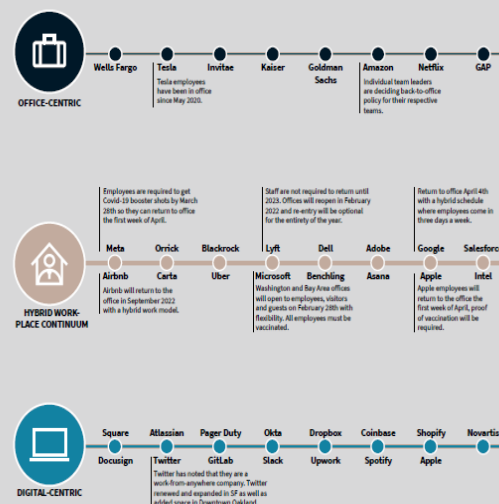 Wells Fargo Tesla Invitae Kaiser Goldman Sachs Amazon Netflix GAP
Tesla employees
have been in office
since May 2020.
Individual team leaders
are deciding back-to-office
policy for their respective
teams.
OFFICE-CENTRIC
Employees are required to get
Covid-19 booster shots by March
28th so they can return to office
the first week of April.
Staff are not required to return until
2023. Offices will reopen in February
2022 and re-entry will be optional
for the entirety of the year.
Return to office April 4th
with a hybrid schedule
where employees come in
three days a week.
Meta Orrick Blackrock Lyft Dell Adobe Google Salesforc
Airbnb Carta Uber Microsoft Benchling Asana Apple Intel
Airbnb will return to the
office in September 2022
with a hybrid work model.
Washington and Bay Area offices
will open to employees, visitors
and guests on February 28th with
flexibility. All employees must be
vaccinated.
Apple employees will
return to the office the
first week of April, proof
of vaccination will be
required.
HYBRID WORK-
PLACE CONTINUUM
Square Atlassian Pager Duty Okta Dropbox Coinbase Shopify Novartis
Docusign Twitter GitLab Slack Upwork Spotify Apple
Twitter has noted that they are a
work-from-anywhere company. Twitter
renewed and expanded in SF as well as
added space in Downtown Oakland
DIGITAL-CENTRIC